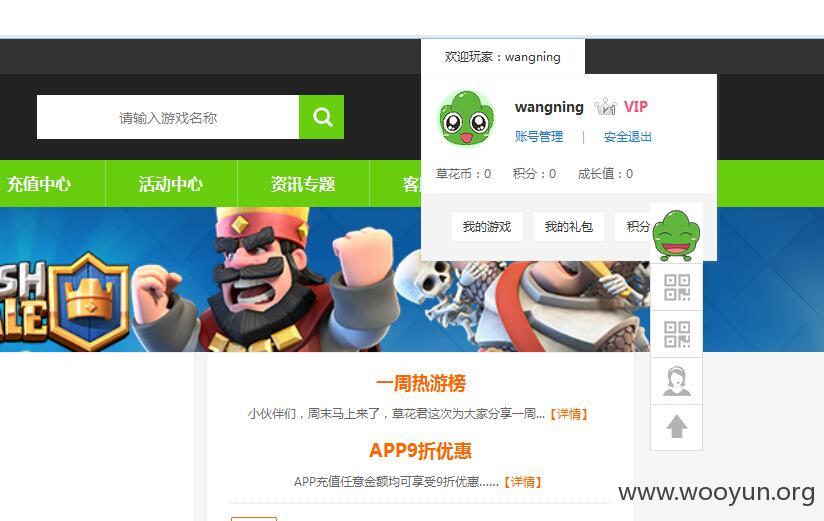 欢迎玩家：wangning
请输入游戏名称
wangning VIP
账号管理 | 安全退出
草花币：0 积分：0 成长值：0
充值中心 活动中心 资讯专题 客
我的游戏 我的礼包 积分
SH
ALE
一周热游榜
小伙伴们，周末马上来了，草花君这次为大家分享一周...【详情】
APP9折优惠
APP充值任意金额均可享受9折优惠......【详情】
www.wooyun.org